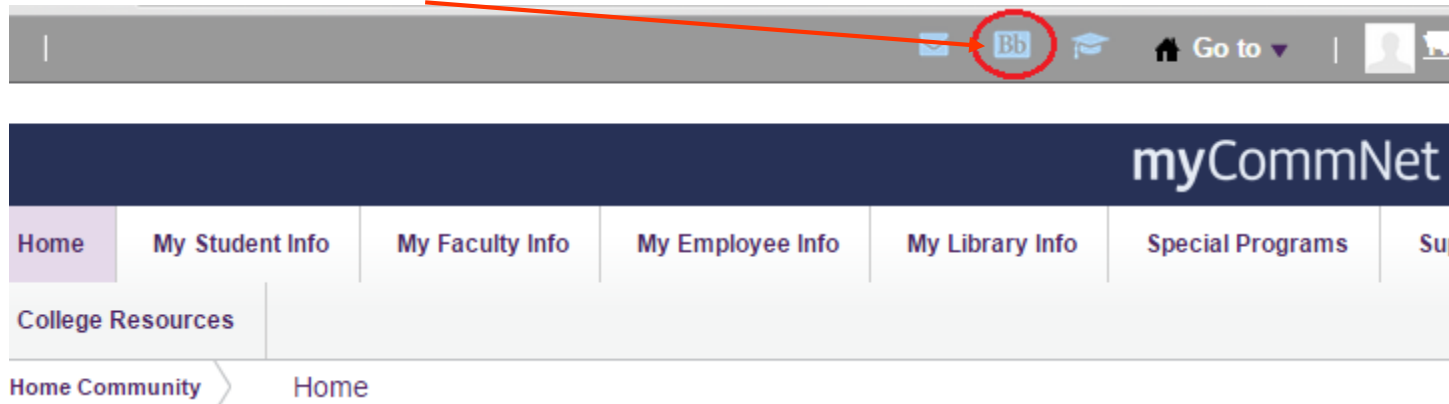 | Bb Go to |
myCommNet
Home My Student Info My Faculty Info My Employee Info My Library Info Special Programs
College Resources
Home Community Home